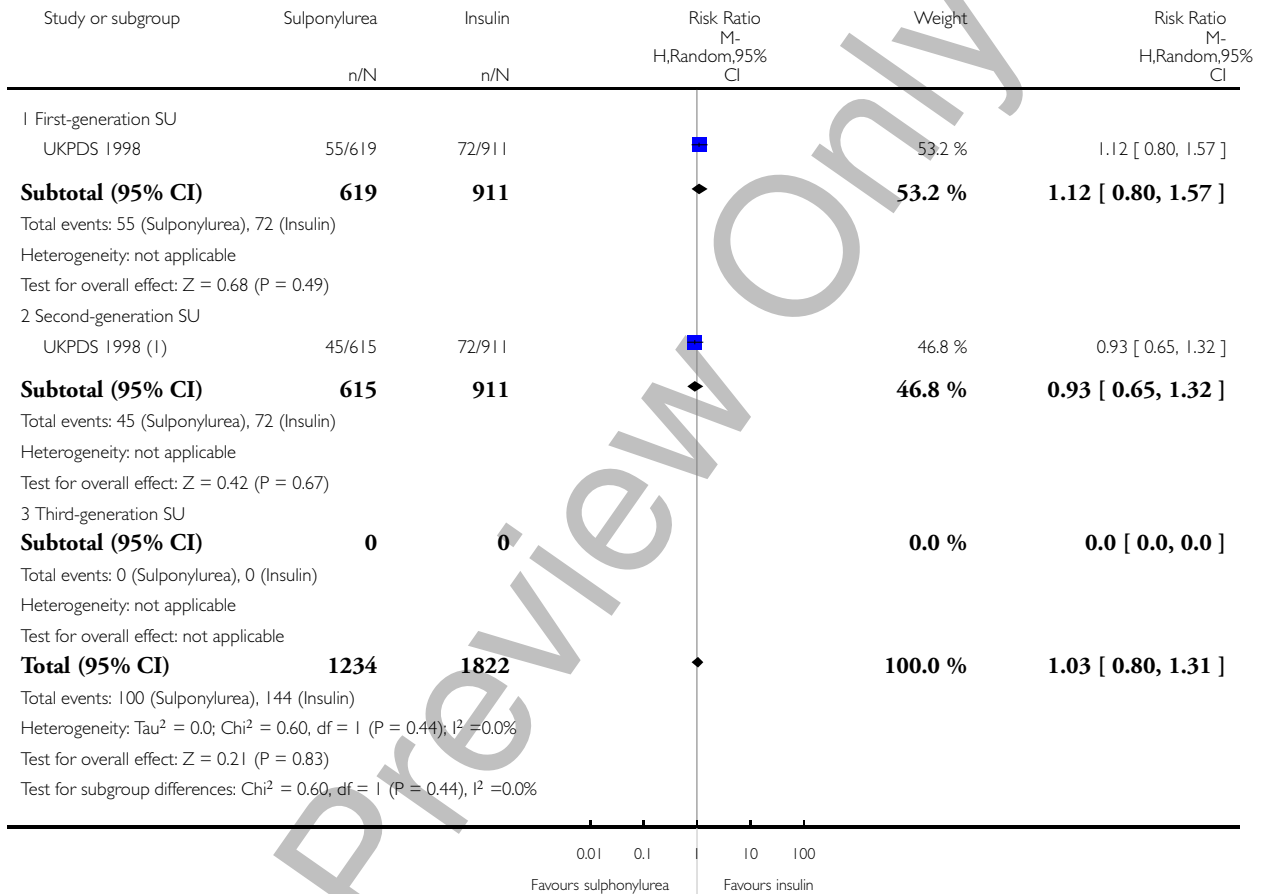 Study or subgroup Sulponylurea Insulin Risk Ratio Weight Risk Ratio
M- M-
H,Random,95% H,Random,95%
n/N n/N CI CI
1 First-generation SU
UKPDS 1998 55/619 72/911 53.2 % 1.12 [ 0.80, 1.57 ]
Subtotal (95% CI) 619 911 53.2 % 1.12 [ 0.80, 1.57 ]
Total events: 55 (Sulponylurea), 72 (Insulin)
Heterogeneity: not applicable
Test for overall effect: Z = 0.68 (P = 0.49)
2 Second-generation SU
UKPDS 1998 (1) 45/615 72/911 46.8 % 0.93 [ 0.65, 1.32 ]
Subtotal (95% CI) 615 911 46.8 % 0.93 [ 0.65, 1.32 ]
Total events: 45 (Sulponylurea), 72 (Insulin)
Heterogeneity: not applicable
Test for overall effect: Z = 0.42 (P = 0.67)
3 Third-generation SU
Subtotal (95% CI) 0 0 0.0 % 0.0 [ 0.0, 0.0 ]
Total events: 0 (Sulponylurea), 0 (Insulin)
Heterogeneity: not applicable
Test for overall effect: not applicable
Total (95% CI) 1234 1822 100.0 % 1.03 [ 0.80, 1.31 ]
Total events: 100 (Sulponylurea), 144 (Insulin)
Heterogeneity: Tau² = 0.0; Chi² = 0.60, df = 1 (P = 0.44); I² =0.0%
Test for overall effect: Z = 0.21 (P = 0.83)
Test for subgroup differences: Chi² = 0.60, df = 1 (P = 0.44), I² =0.0%
0.01 0.1 1 10 100
Favours sulphonylurea Favours insulin
Preview Only